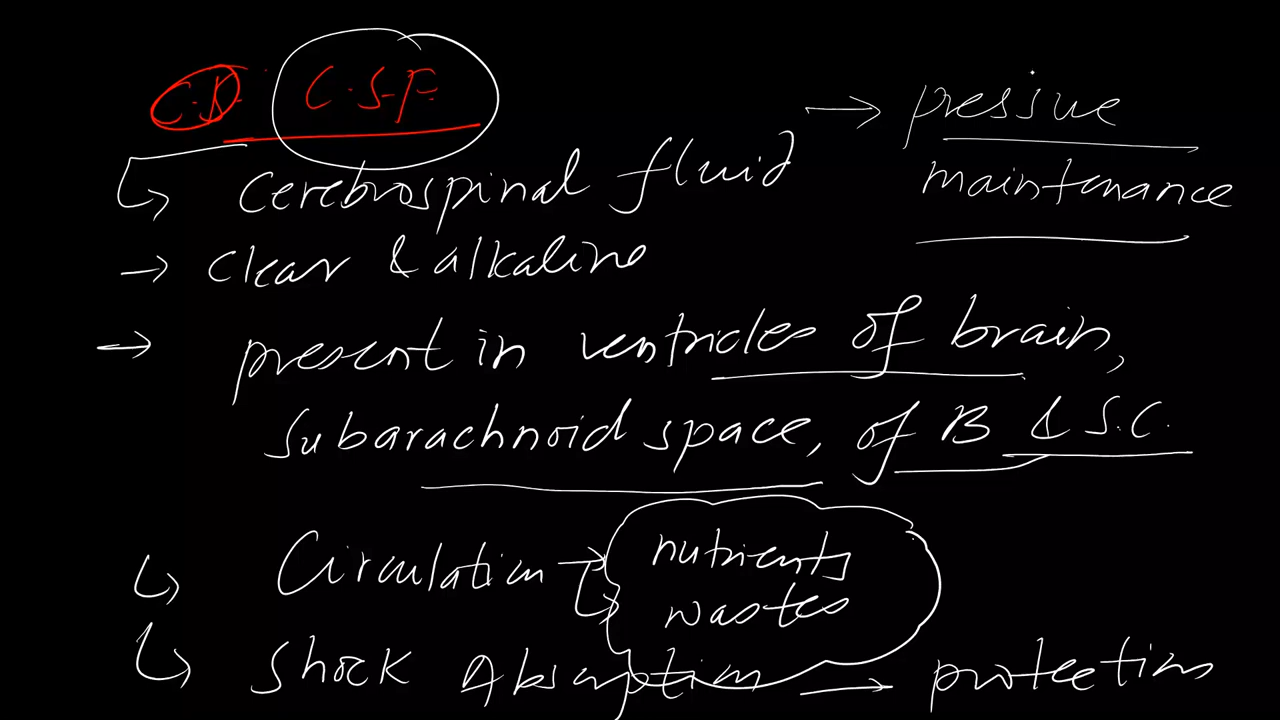 C.S.F.
Cerebrospinal fluid → pressure
maintenance
→ Clear & alkaline
→ present in ventricles of brain,
Subarachnoid space, of B & S.C.
Circulation → nutrients
wastes
Shock Absorption → protection